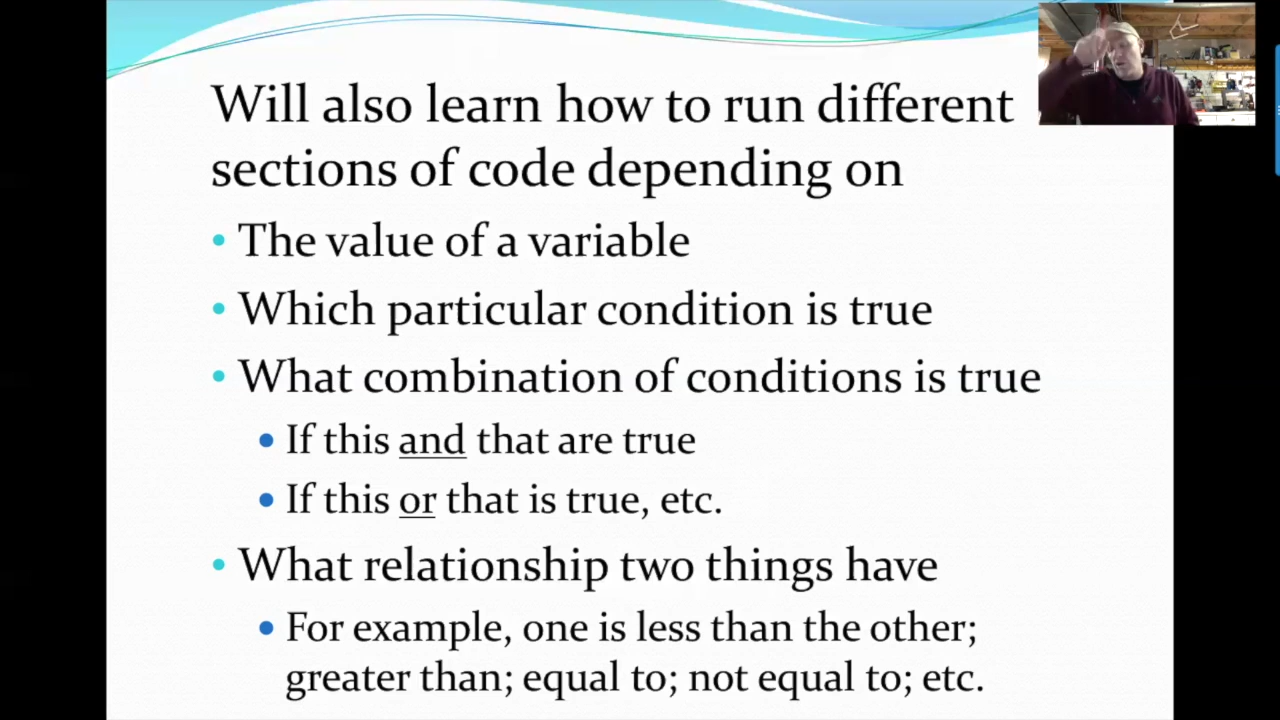 Will also learn how to run different
sections of code depending on
• The value of a variable
• Which particular condition is true
• What combination of conditions is true
• If this and that are true
• If this or that is true, etc.
• What relationship two things have
• For example, one is less than the other;
greater than; equal to; not equal to; etc.